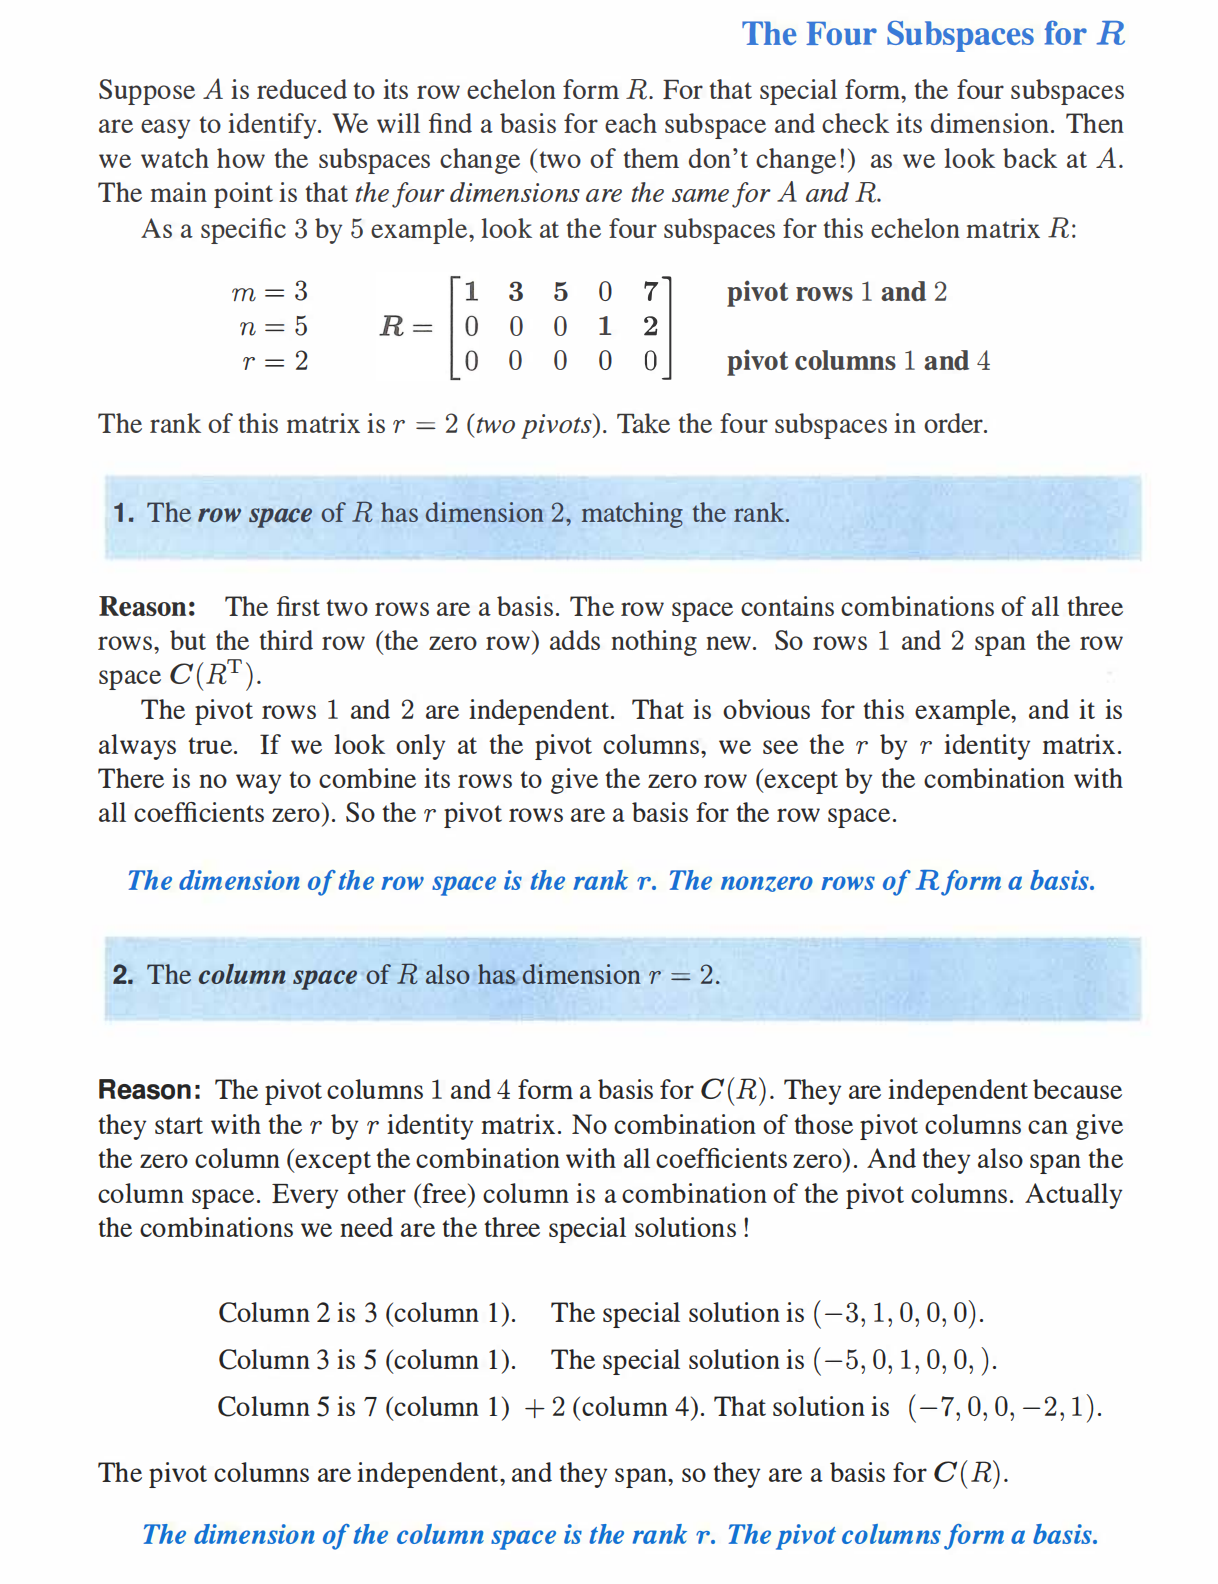 The Four Subspaces for R
Suppose A is reduced to its row echelon form R. For that special form, the four subspaces
are easy to identify. We will find a basis for each subspace and check its dimension. Then
we watch how the subspaces change (two of them don't change!) as we look back at A.
The main point is that the four dimensions are the same for A and R.
As a specific 3 by 5 example, look at the four subspaces for this echelon matrix R:
m = 3 1 3 5 0 7 pivot rows 1 and 2
n = 5 R = 0 0 0 1 2
r = 2 0 0 0 0 0 pivot columns 1 and 4
The rank of this matrix is r = 2 (two pivots). Take the four subspaces in order.
1. The row space of R has dimension 2, matching the rank.
Reason: The first two rows are a basis. The row space contains combinations of all three
rows, but the third row (the zero row) adds nothing new. So rows 1 and 2 span the row
space C(Rᵀ).
The pivot rows 1 and 2 are independent. That is obvious for this example, and it is
always true. If we look only at the pivot columns, we see the r by r identity matrix.
There is no way to combine its rows to give the zero row (except by the combination with
all coefficients zero). So the r pivot rows are a basis for the row space.
The dimension of the row space is the rank r. The nonzero rows of R form a basis.
2. The column space of R also has dimension r = 2.
Reason: The pivot columns 1 and 4 form a basis for C(R). They are independent because
they start with the r by r identity matrix. No combination of those pivot columns can give
the zero column (except the combination with all coefficients zero). And they also span the
column space. Every other (free) column is a combination of the pivot columns. Actually
the combinations we need are the three special solutions !
Column 2 is 3 (column 1). The special solution is (−3, 1, 0, 0, 0).
Column 3 is 5 (column 1). The special solution is (−5, 0, 1, 0, 0, ).
Column 5 is 7 (column 1) + 2 (column 4). That solution is (−7, 0, 0, −2, 1).
The pivot columns are independent, and they span, so they are a basis for C(R).
The dimension of the column space is the rank r. The pivot columns form a basis.